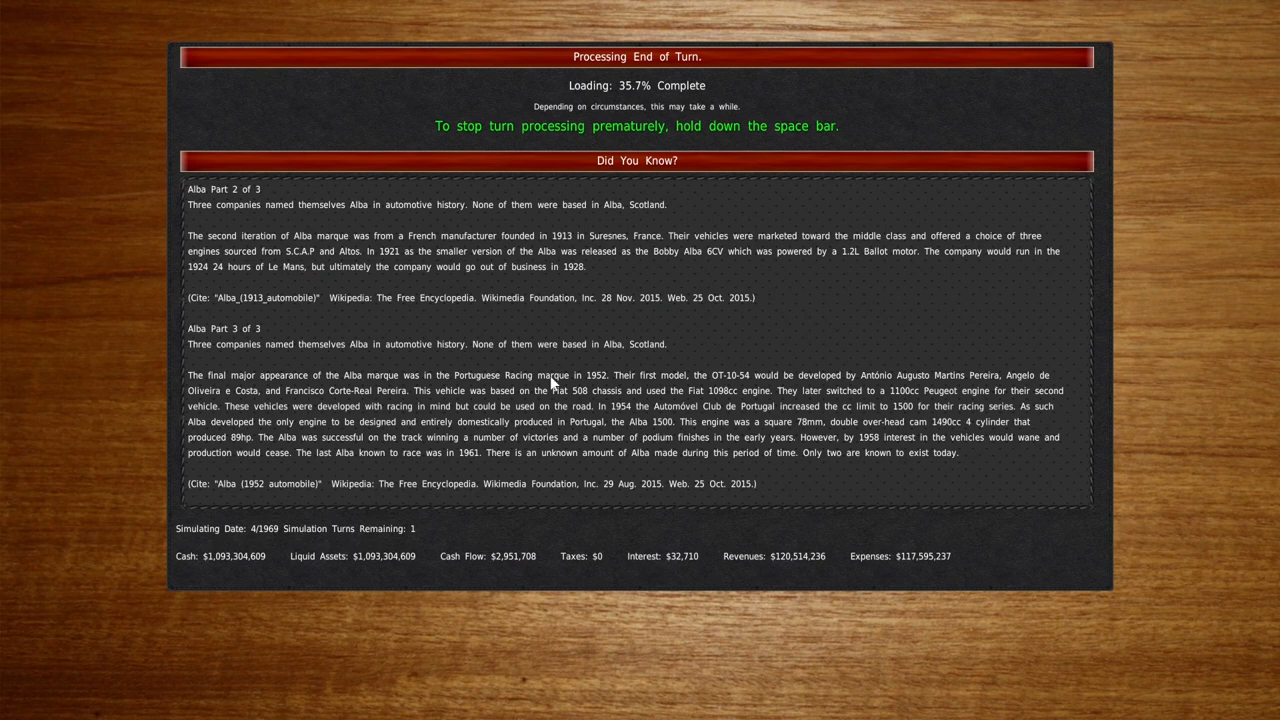 Processing End of Turn.
Loading: 35.7% Complete
Depending on circumstances, this may take a while.
To stop turn processing prematurely, hold down the space bar.
Did You Know?
Alba Part 2 of 3
Three companies named themselves Alba in automotive history. None of them were based in Alba, Scotland.
The second iteration of Alba marque was from a French manufacturer founded in 1913 in Suresnes, France. Their vehicles were marketed toward the middle class and offered a choice of three
engines sourced from S.C.A.P and Altos. In 1921 as the smaller version of the Alba was released as the Bobby Alba 6CV which was powered by a 1.2L Ballot motor. The company would run in the
1924 24 hours of Le Mans, but ultimately the company would go out of business in 1928.
(Cite: "Alba_(1913_automobile)" Wikipedia: The Free Encyclopedia. Wikimedia Foundation, Inc. 28 Nov. 2015. Web. 25 Oct. 2015.)
Alba Part 3 of 3
Three companies named themselves Alba in automotive history. None of them were based in Alba, Scotland.
The final major appearance of the Alba marque was in the Portuguese Racing marque in 1952. Their first model, the OT-10-54 would be developed by António Augusto Martins Pereira, Angelo de
Oliveira e Costa, and Francisco Corte-Real Pereira. This vehicle was based on the Fiat 508 chassis and used the Fiat 1098cc engine. They later switched to a 1100cc Peugeot engine for their second
vehicle. These vehicles were developed with racing in mind but could be used on the road. In 1954 the Automóvel Club de Portugal increased the cc limit to 1500 for their racing series. As such
Alba developed the only engine to be designed and entirely domestically produced in Portugal, the Alba 1500. This engine was a square 78mm, double over-head cam 1490cc 4 cylinder that
produced 89hp. The Alba was successful on the track winning a number of victories and a number of podium finishes in the early years. However, by 1958 interest in the vehicles would wane and
production would cease. The last Alba known to race was in 1961. There is an unknown amount of Alba made during this period of time. Only two are known to exist today.
(Cite: "Alba (1952 automobile)" Wikipedia: The Free Encyclopedia. Wikimedia Foundation, Inc. 29 Aug. 2015. Web. 25 Oct. 2015.)
Simulating Date: 4/1969 Simulation Turns Remaining: 1
Cash: $1,093,304,609 Liquid Assets: $1,093,304,609 Cash Flow: $2,951,708 Taxes: $0 Interest: $32,710 Revenues: $120,514,236 Expenses: $117,595,237